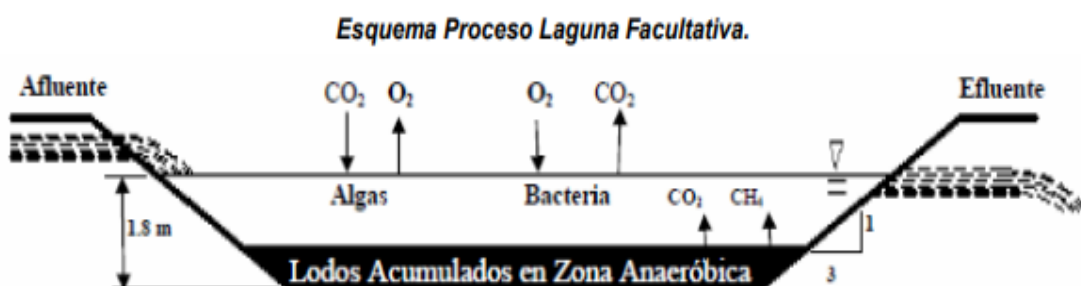 Esquema Proceso Laguna Facultativa.
Afluente
CO₂ O₂ O₂ CO₂
Efluente
Algas Bacteria CO₂ CH₄
1.8 m
1
3
Lodos Acumulados en Zona Anaeróbica